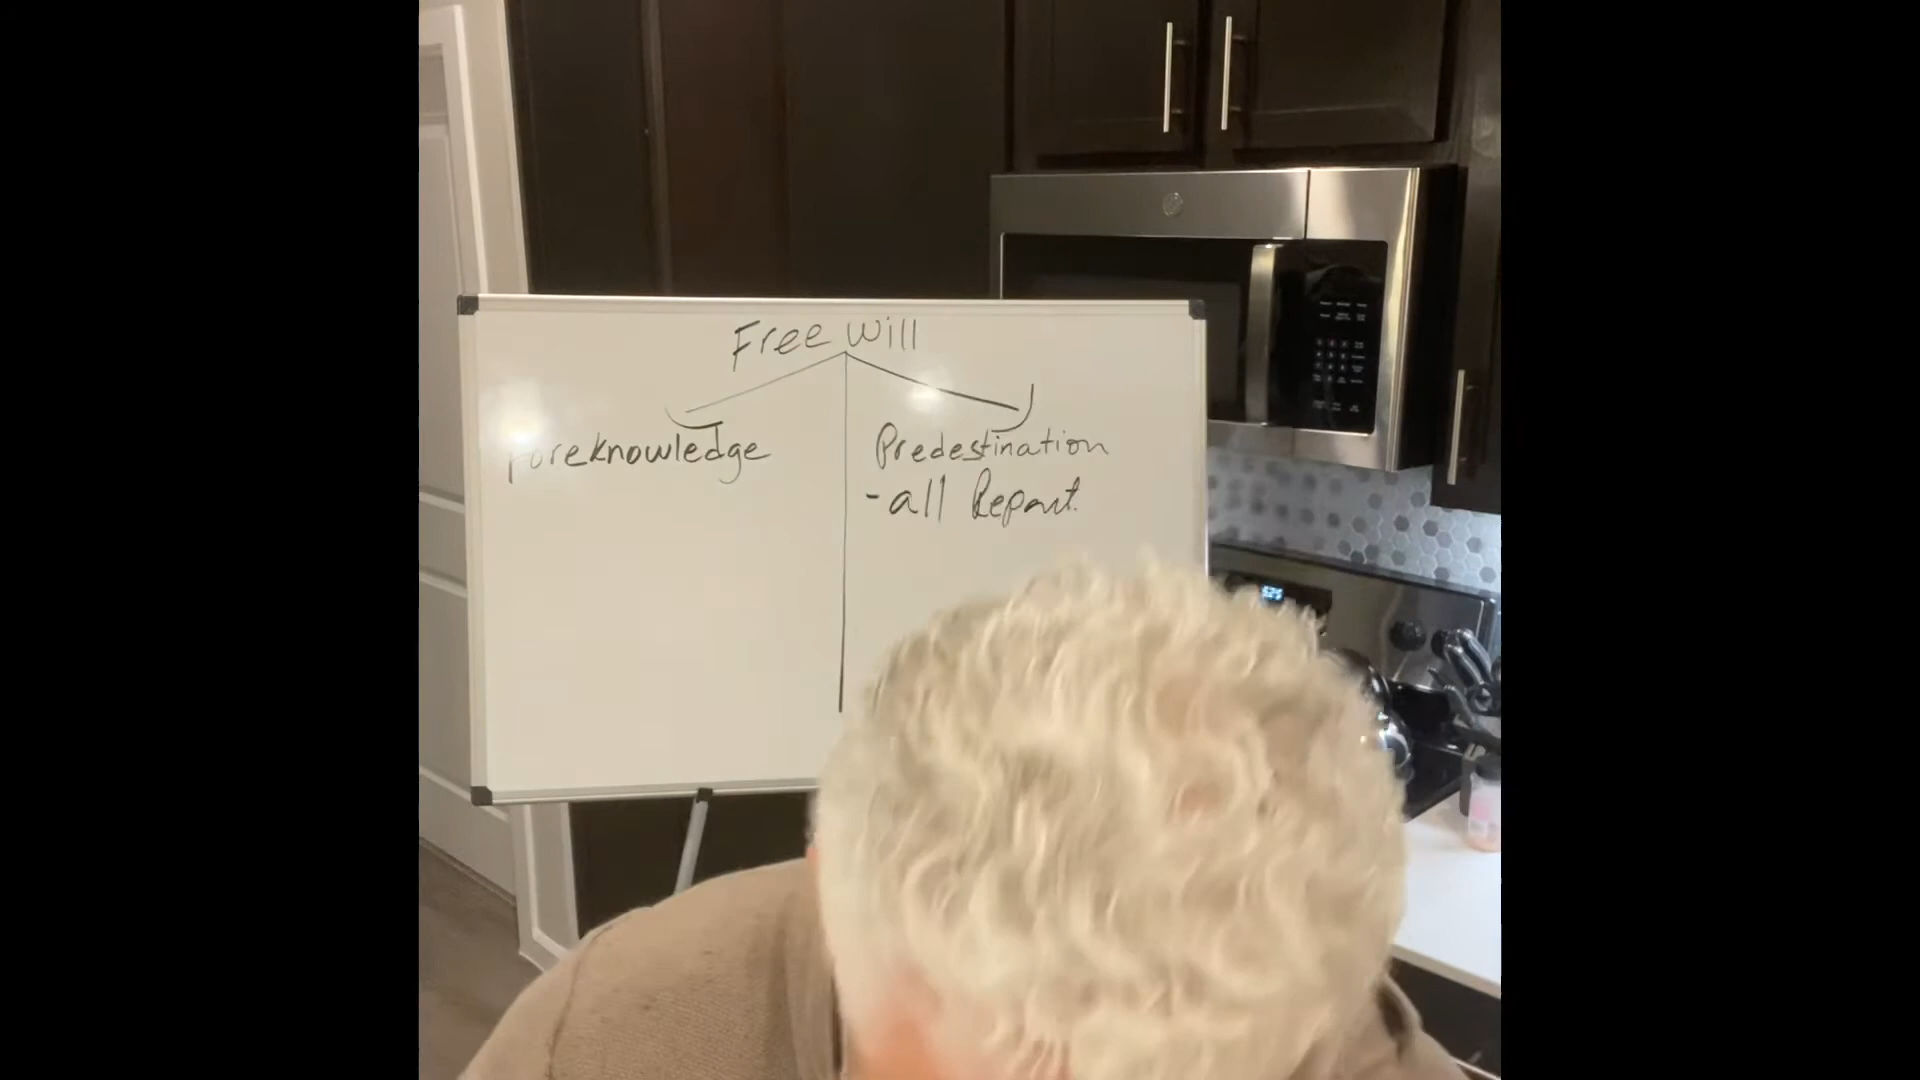 Free Will
Foreknowledge
Predestination
- all Repent.